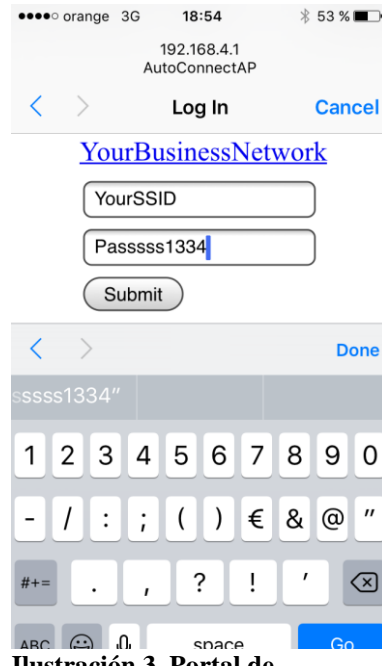 orange 3G 18:54 53 %
192.168.4.1
AutoConnectAP
Log In Cancel
YourBusinessNetwork
YourSSID
Passsss1334
Submit
Done
sssss1334"
1 2 3 4 5 6 7 8 9 0
- / : ; ( ) € & @ "
#+= . , ? ! '
ABC space Go
Ilustración 3. Portal de